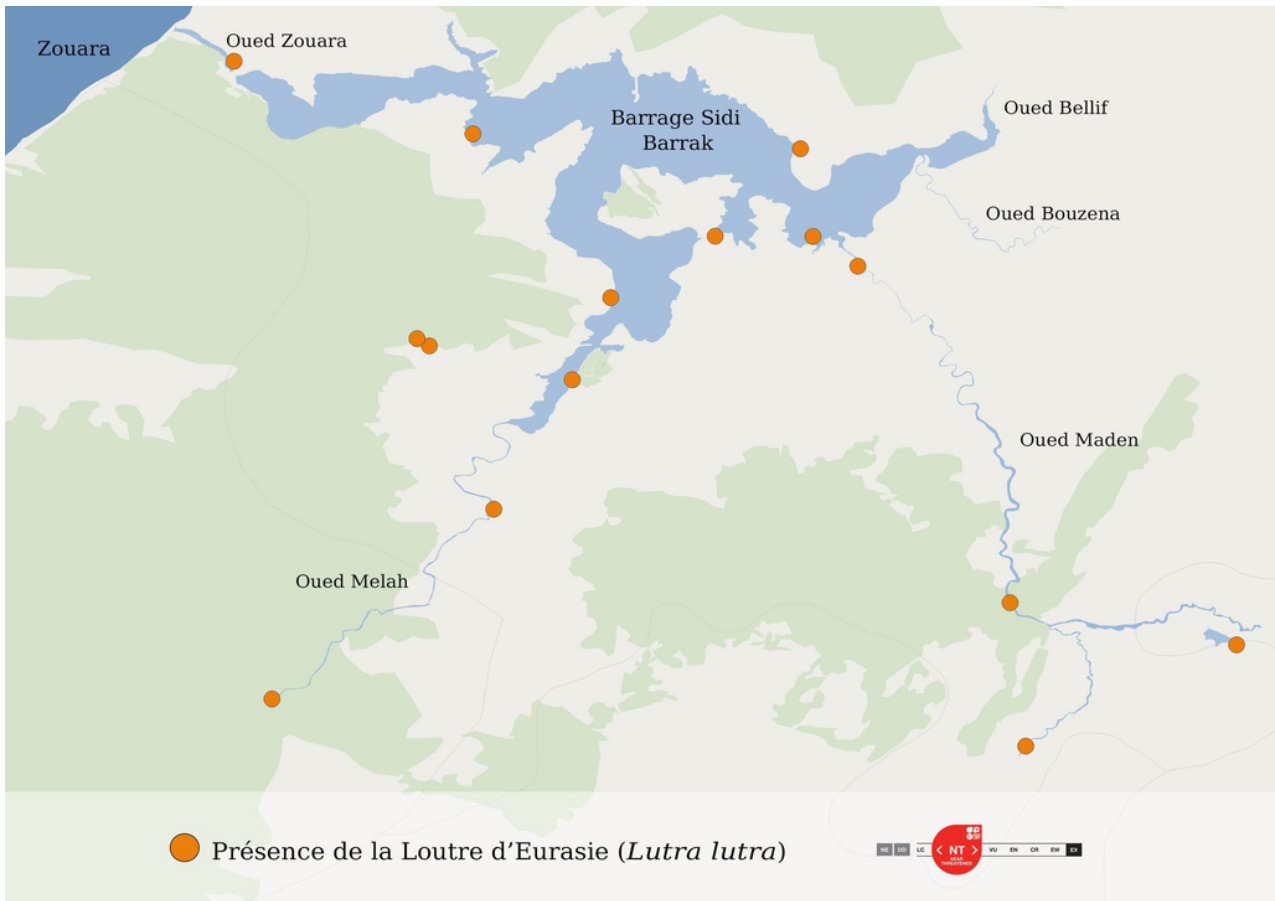 Zouara
Oued Zouara
Barrage Sidi
Barrak
Oued Bellif
Oued Bouzena
Oued Maden
Oued Melah
Présence de la Loutre d’Eurasie (Lutra lutra)
NE DD LC < NT > VU EN CR EW EX
NEAR
THREATENED